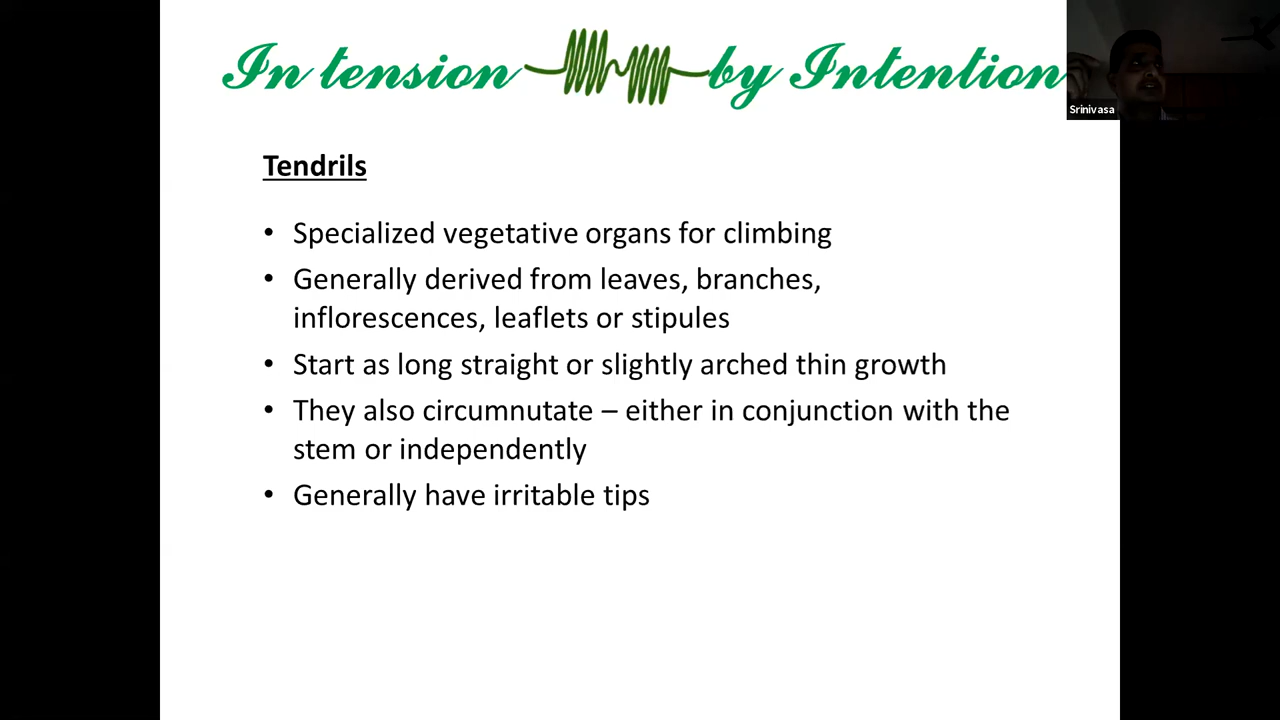 In tension by Intention
Srinivasa
Tendrils
• Specialized vegetative organs for climbing
• Generally derived from leaves, branches,
inflorescences, leaflets or stipules
• Start as long straight or slightly arched thin growth
• They also circumnutate – either in conjunction with the
stem or independently
• Generally have irritable tips